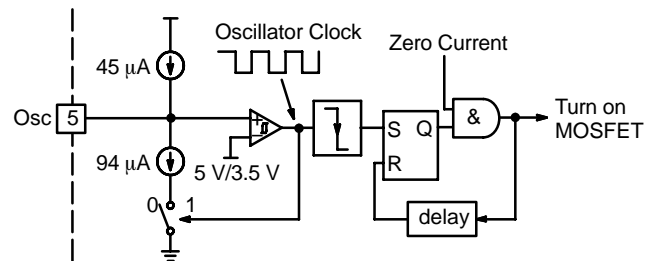 Oscillator Clock
Zero Current
45 μA
Osc 5
+
−
&
Turn on
MOSFET
S Q
R
94 μA
5 V/3.5 V
0 1
delay